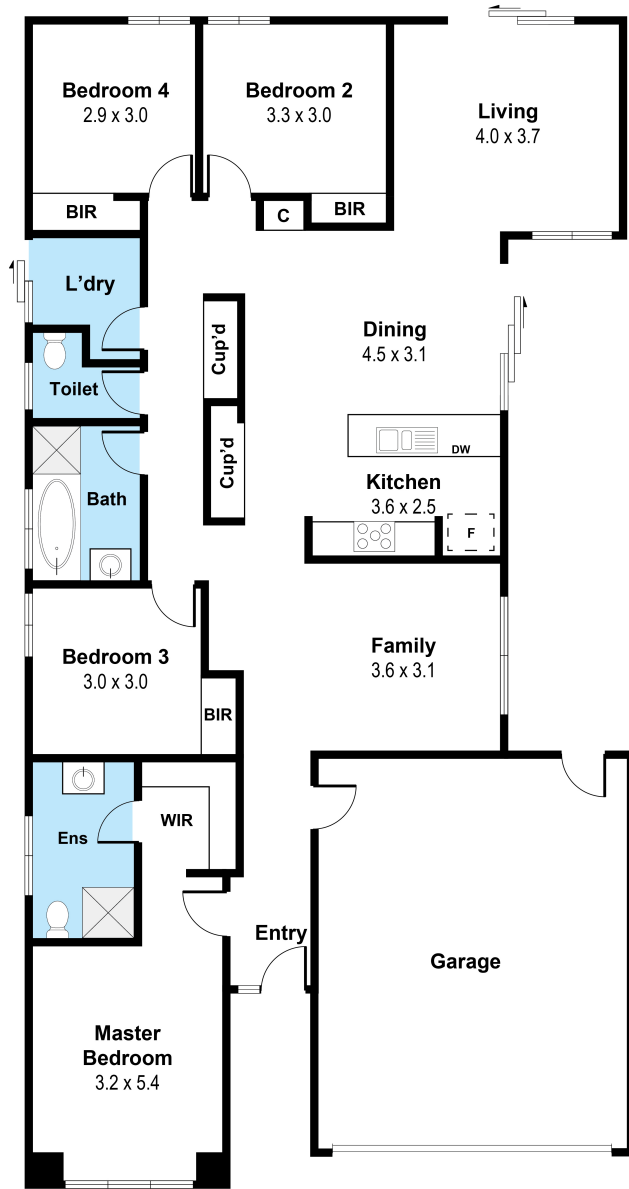 Bedroom 4
2.9 x 3.0
Bedroom 2
3.3 x 3.0
Living
4.0 x 3.7
BIR
C
BIR
L'dry
Dining
4.5 x 3.1
Cup'd
Toilet
Cup'd
DW
Bath
Kitchen
3.6 x 2.5
F
Bedroom 3
3.0 x 3.0
Family
3.6 x 3.1
BIR
WIR
Ens
Entry
Garage
Master
Bedroom
3.2 x 5.4